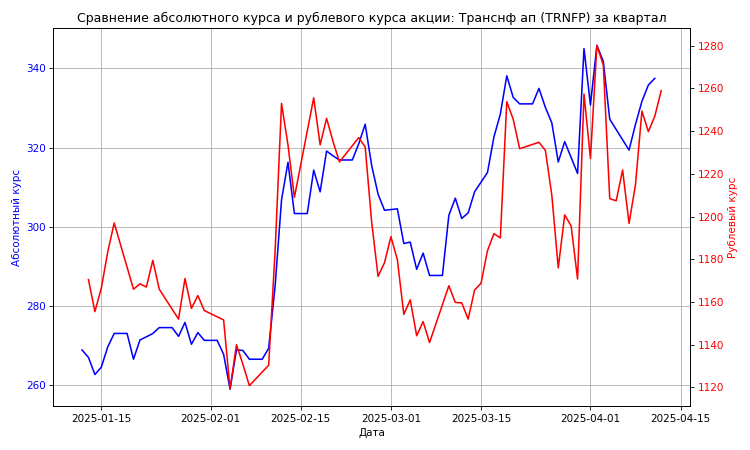 Сравнение абсолютного курса и рублевого курса акции: Транснф ап (TRNFP) за квартал
340
320
300
280
260
Абсолютный курс
1280
1260
1240
1220
1200
1180
1160
1140
1120
Рублевый курс
2025-01-15 2025-02-01 2025-02-15 2025-03-01 2025-03-15 2025-04-01 2025-04-15
Дата